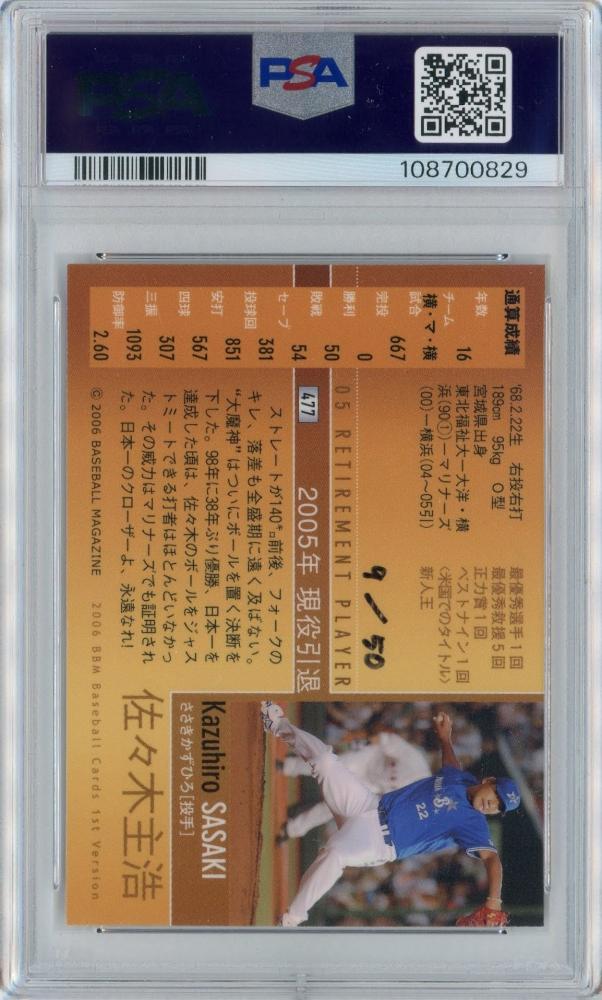 PSA
PSA
108700829
通算成績
年数 16
チーム 横・マ・横
試合 667
完投 0
勝利
敗戦 50
セーブ 54
投球回 381
安打 851
四球 567
三振 307
防御率 1093
2.60
'68.2.22生 右投右打
189cm 95kg O型
宮城県出身
東北福祉大ー大洋・横
浜(90①)ーマリナーズ
(00)ー横浜(04〜05引)
最優秀選手1回
最優秀救援5回
正力賞1回
ベストナイン1回
〈米国でのタイトル〉
新人王
9/50
05 RETIREMENT PLAYER
477 2005年 現役引退
ストレートが140㌔前後、フォークの
キレ、落差も全盛期に遠く及ばない。
“大魔神”はついにボールを置く決断を
下した。98年に38年ぶり優勝、日本一を
達成した頃は、佐々木のボールをジャス
トミートできる打者はほとんどいなかっ
た。その威力はマリナーズでも証明され
た。日本一のクローザーよ、永遠なれ!
Kazuhiro SASAKI
ささきかずひろ[投手]
佐々木主浩
22
© 2006 BASEBALL MAGAZINE 2006 BBM Baseball Cards 1st Version